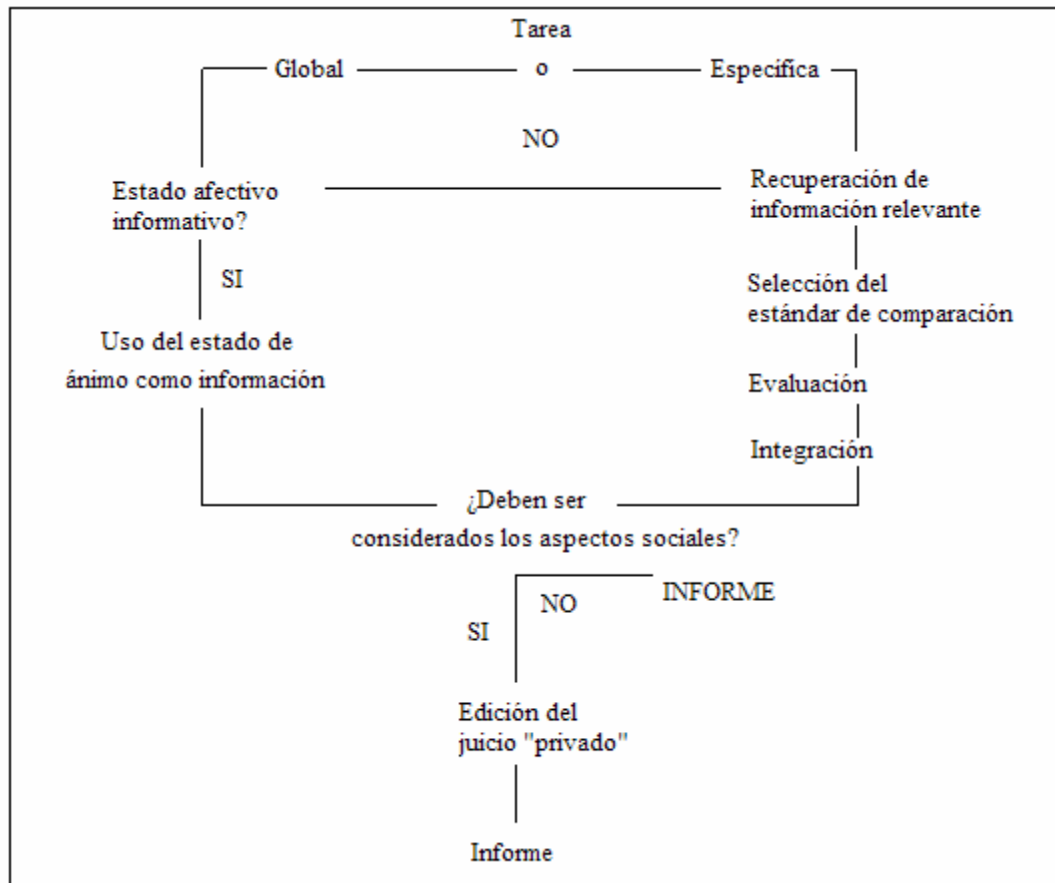 Tarea
Global o Específica
NO
Estado afectivo
informativo?
Recuperación de
información relevante
SI
Selección del
estándar de comparación
Uso del estado de
ánimo como información
Evaluación
Integración
¿Deben ser
considerados los aspectos sociales?
NO INFORME
SI
Edición del
juicio "privado"
Informe